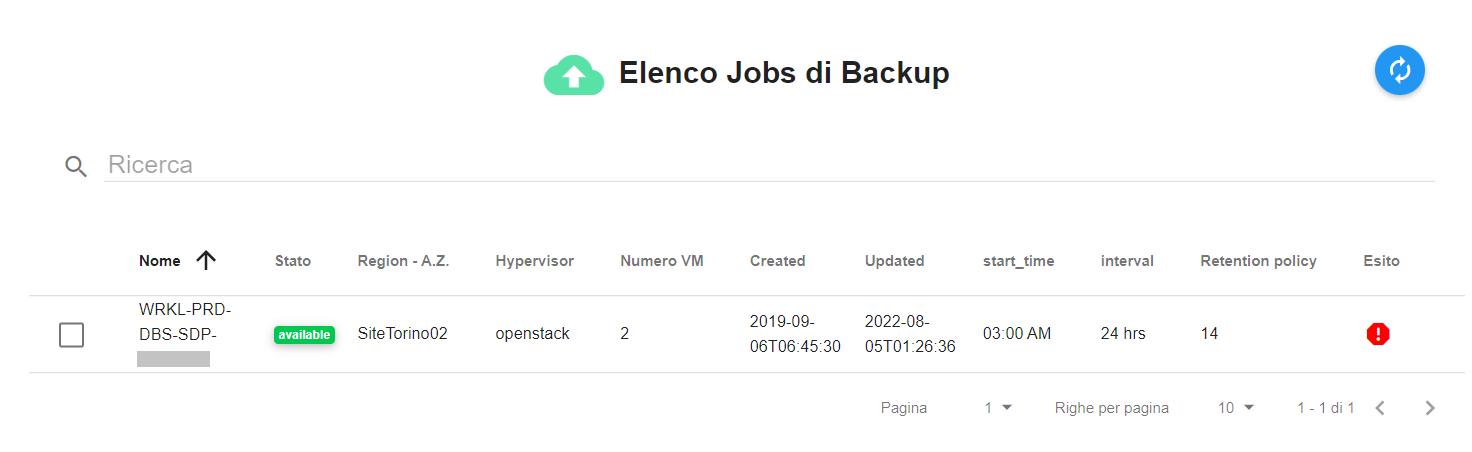 Elenco Jobs di Backup
Ricerca
Nome Stato Region - A.Z. Hypervisor Numero VM Created Updated start_time interval Retention policy Esito
WRKL-PRD-
DBS-SDP-
available SiteTorino02 openstack 2 2019-09-
06T06:45:30 2022-08-
05T01:26:36 03:00 AM 24 hrs 14
Pagina 1 Righe per pagina 10 1 - 1 di 1